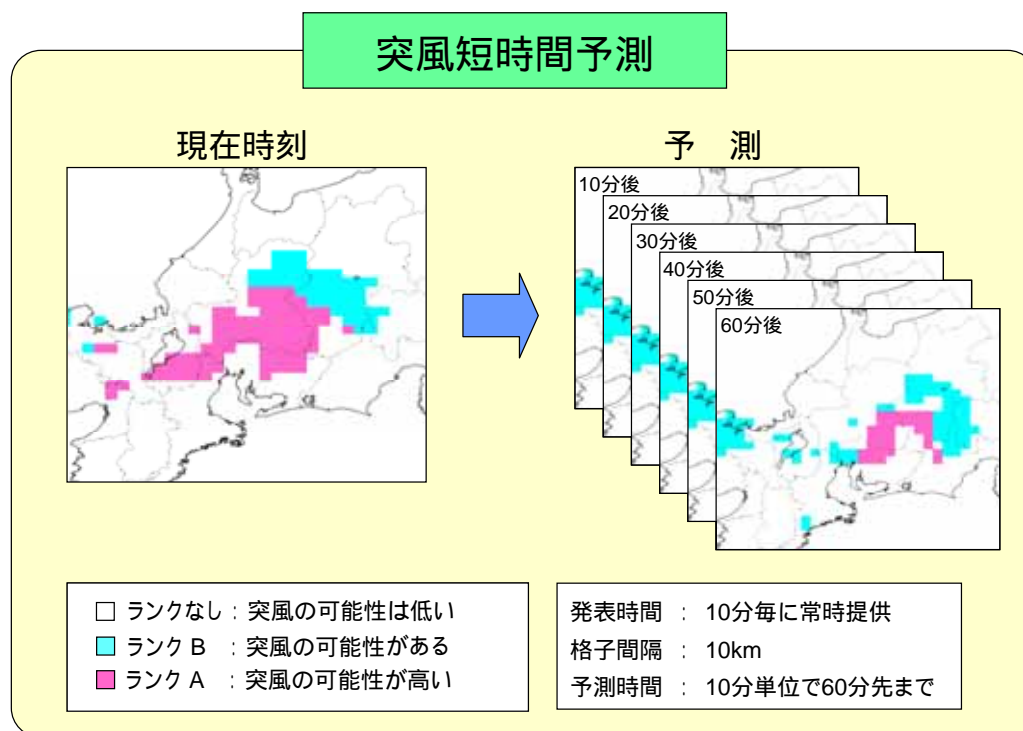 突風短時間予測
現在時刻
予 測
10分後
20分後
30分後
40分後
50分後
60分後
ランクなし : 突風の可能性は低い
ランク B : 突風の可能性がある
ランク A : 突風の可能性が高い
発表時間 : 10分毎に常時提供
格子間隔 : 10km
予測時間 : 10分単位で60分先まで